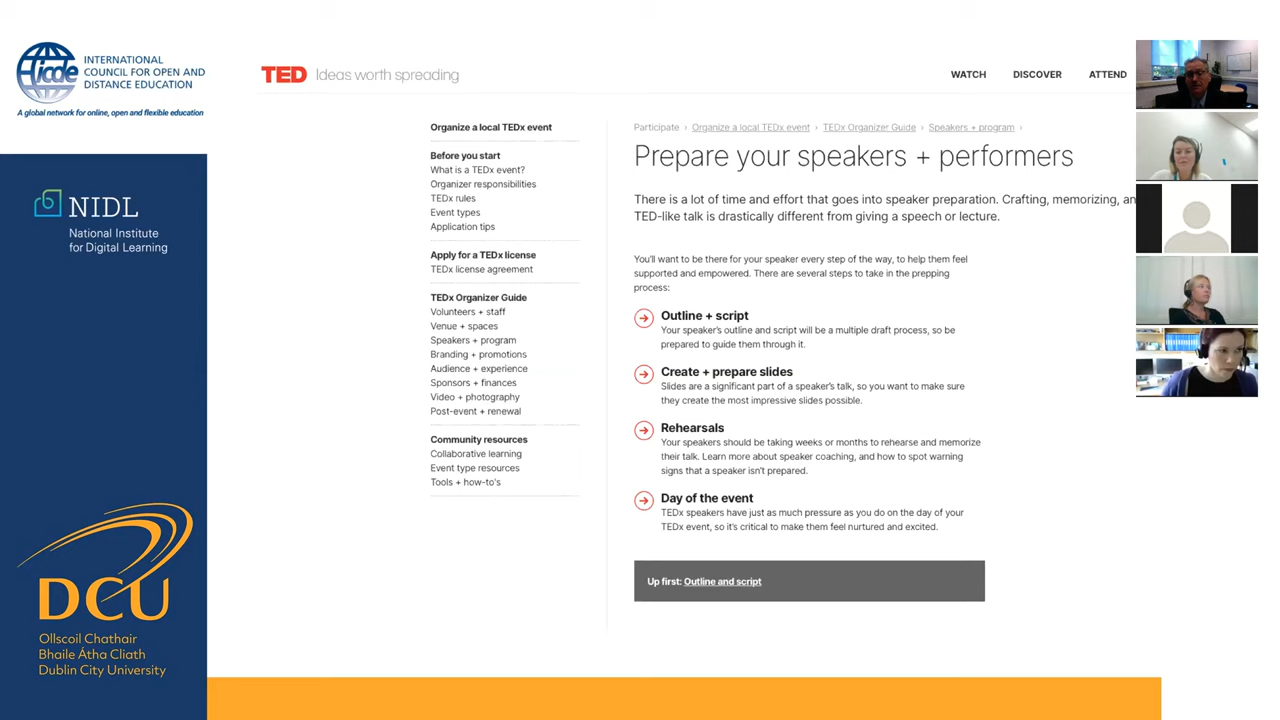 INTERNATIONAL
COUNCIL FOR OPEN AND
DISTANCE EDUCATION
icde
A global network for online, open and flexible education
NIDL
National Institute
for Digital Learning
DCU
Ollscoil Chathair
Bhaile Átha Cliath
Dublin City University
TED Ideas worth spreading
WATCH DISCOVER ATTEND
Organize a local TEDx event
Before you start
What is a TEDx event?
Organizer responsibilities
TEDx rules
Event types
Application tips
Apply for a TEDx license
TEDx license agreement
TEDx Organizer Guide
Volunteers + staff
Venue + spaces
Speakers + program
Branding + promotions
Audience + experience
Sponsors + finances
Video + photography
Post-event + renewal
Community resources
Collaborative learning
Event type resources
Tools + how-to's
Participate › Organize a local TEDx event › TEDx Organizer Guide › Speakers + program ›
Prepare your speakers + performers
There is a lot of time and effort that goes into speaker preparation. Crafting, memorizing, an
TED-like talk is drastically different from giving a speech or lecture.
You'll want to be there for your speaker every step of the way, to help them feel
supported and empowered. There are several steps to take in the prepping
process:
Outline + script
Your speaker's outline and script will be a multiple draft process, so be
prepared to guide them through it.
Create + prepare slides
Slides are a significant part of a speaker's talk, so you want to make sure
they create the most impressive slides possible.
Rehearsals
Your speakers should be taking weeks or months to rehearse and memorize
their talk. Learn more about speaker coaching, and how to spot warning
signs that a speaker isn't prepared.
Day of the event
TEDx speakers have just as much pressure as you do on the day of your
TEDx event, so it's critical to make them feel nurtured and excited.
Up first: Outline and script